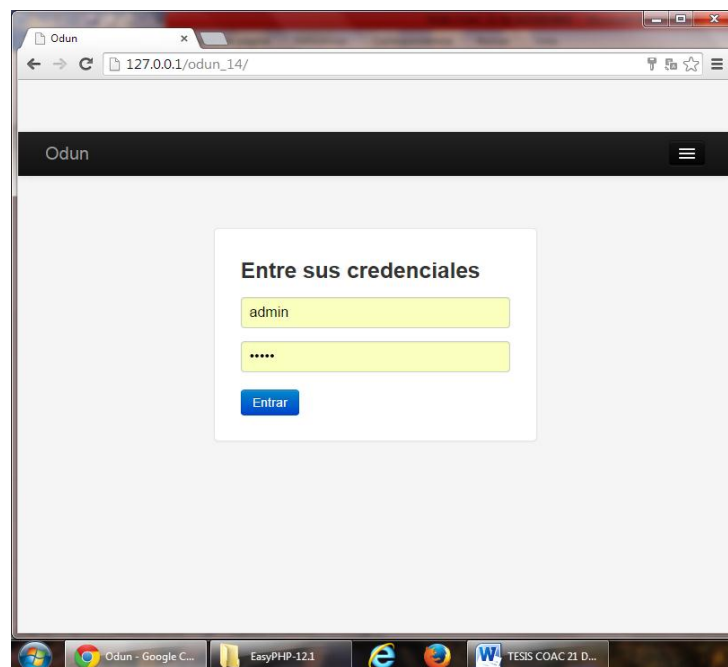 Odun
127.0.0.1/odun_14/
Odun
Entre sus credenciales
admin
•••••
Entrar
Odun - Google C...
EasyPHP-12.1
TESIS COAC 21 D...